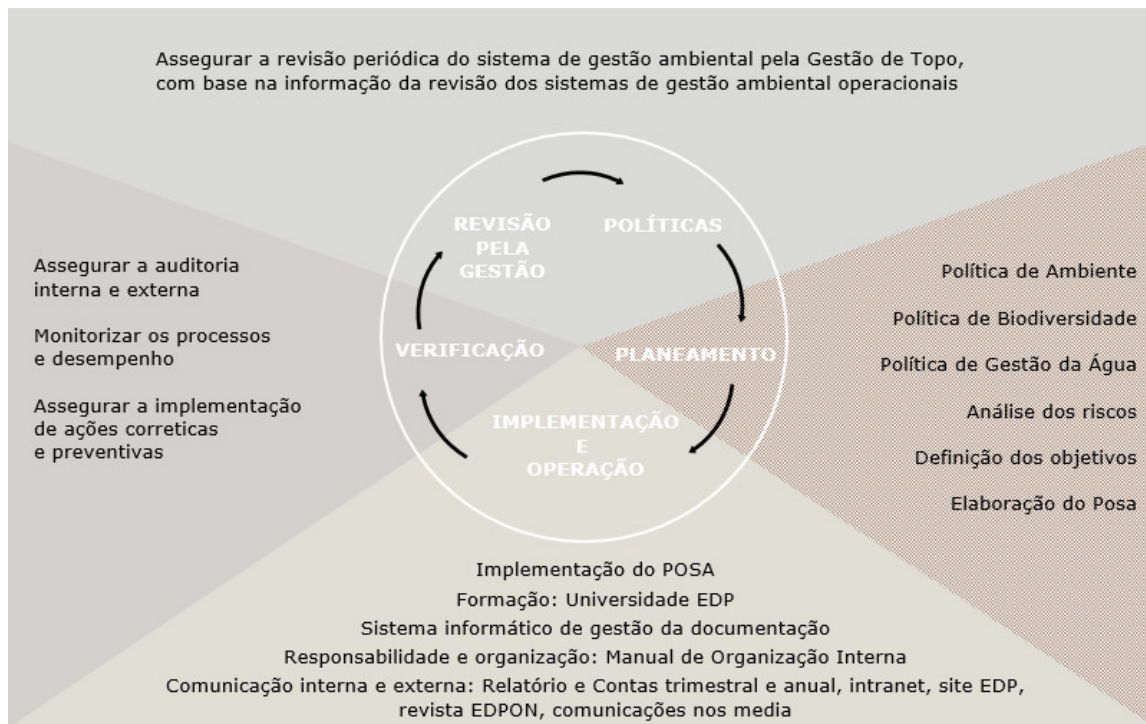 Assegurar a revisão periódica do sistema de gestão ambiental pela Gestão de Topo,
com base na informação da revisão dos sistemas de gestão ambiental operacionais
REVISÃO
PELA
GESTÃO
POLÍTICAS
VERIFICAÇÃO
PLANEAMENTO
IMPLEMENTAÇÃO
E
OPERAÇÃO
Assegurar a auditoria
interna e externa
Monitorizar os processos
e desempenho
Assegurar a implementação
de ações correticas
e preventivas
Política de Ambiente
Política de Biodiversidade
Política de Gestão da Água
Análise dos riscos
Definição dos objetivos
Elaboração do Posa
Implementação do POSA
Formação: Universidade EDP
Sistema informático de gestão da documentação
Responsabilidade e organização: Manual de Organização Interna
Comunicação interna e externa: Relatório e Contas trimestral e anual, intranet, site EDP,
revista EDPON, comunicações nos media